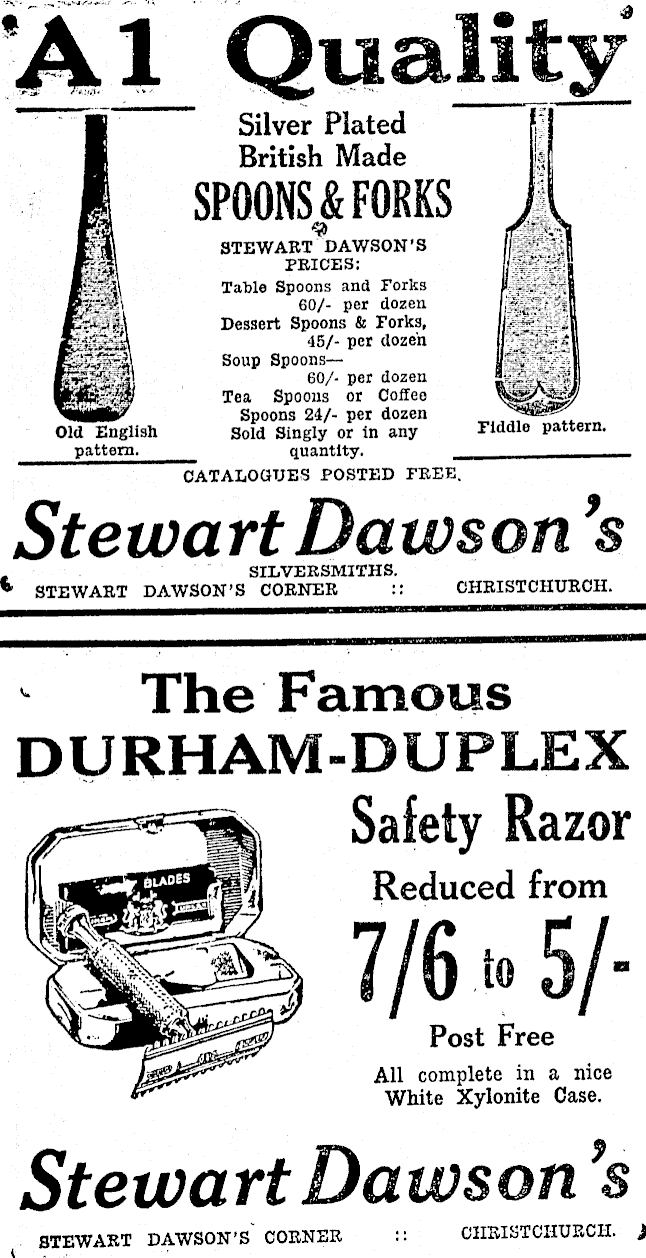 A1 Quality
Silver Plated
British Made
SPOONS & FORKS
STEWART DAWSON'S
PRICES:
Table Spoons and Forks
60/- per dozen
Dessert Spoons & Forks,
45/- per dozen
Soup Spoons—
60/- per dozen
Tea Spoons or Coffee
Spoons 24/- per dozen
Sold Singly or in any
quantity.
Old English
pattern.
Fiddle pattern.
CATALOGUES POSTED FREE.
Stewart Dawson's
SILVERSMITHS.
STEWART DAWSON'S CORNER :: CHRISTCHURCH.
The Famous
DURHAM-DUPLEX
Safety Razor
BLADES
Reduced from
7/6 to 5/-
Post Free
All complete in a nice
White Xylonite Case.
Stewart Dawson's
STEWART DAWSON'S CORNER :: CHRISTCHURCH.